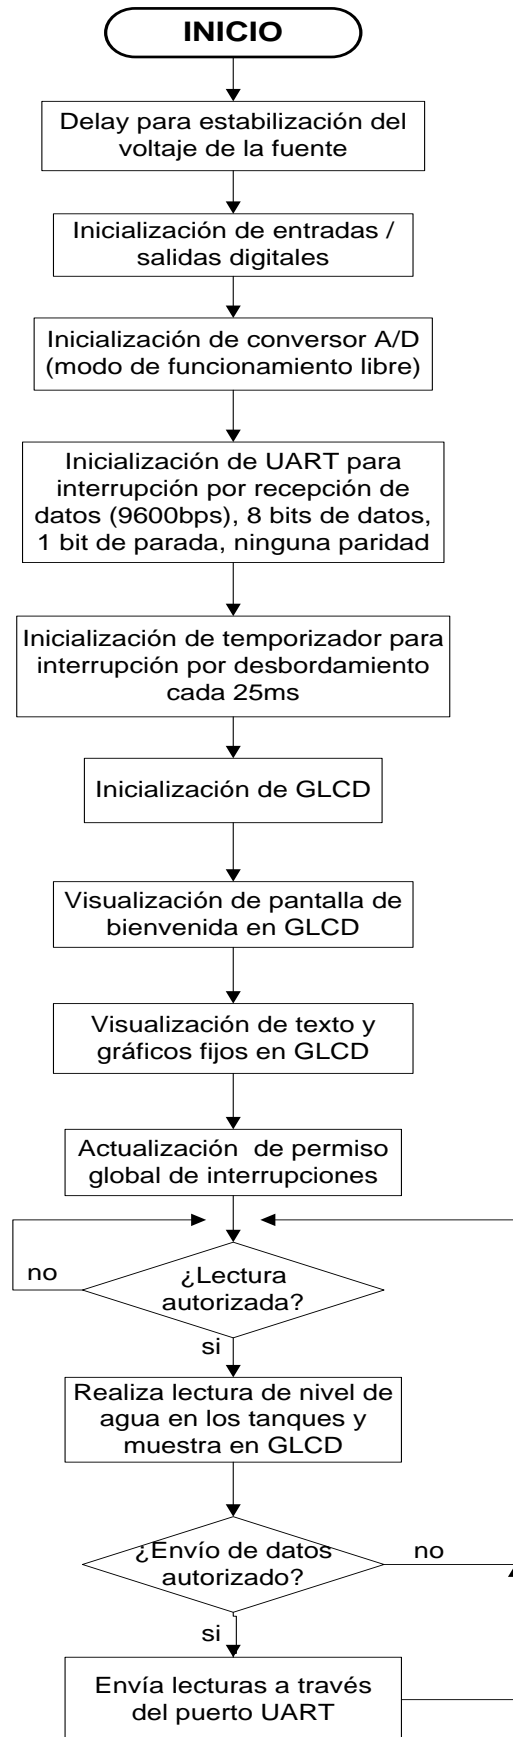 INICIO
Delay para estabilización del
voltaje de la fuente
Inicialización de entradas /
salidas digitales
Inicialización de conversor A/D
(modo de funcionamiento libre)
Inicialización de UART para
interrupción por recepción de
datos (9600bps), 8 bits de datos,
1 bit de parada, ninguna paridad
Inicialización de temporizador para
interrupción por desbordamiento
cada 25ms
Inicialización de GLCD
Visualización de pantalla de
bienvenida en GLCD
Visualización de texto y
gráficos fijos en GLCD
Actualización de permiso
global de interrupciones
¿Lectura
autorizada?
no
si
Realiza lectura de nivel de
agua en los tanques y
muestra en GLCD
¿Envío de datos
autorizado?
no
si
Envía lecturas a través
del puerto UART